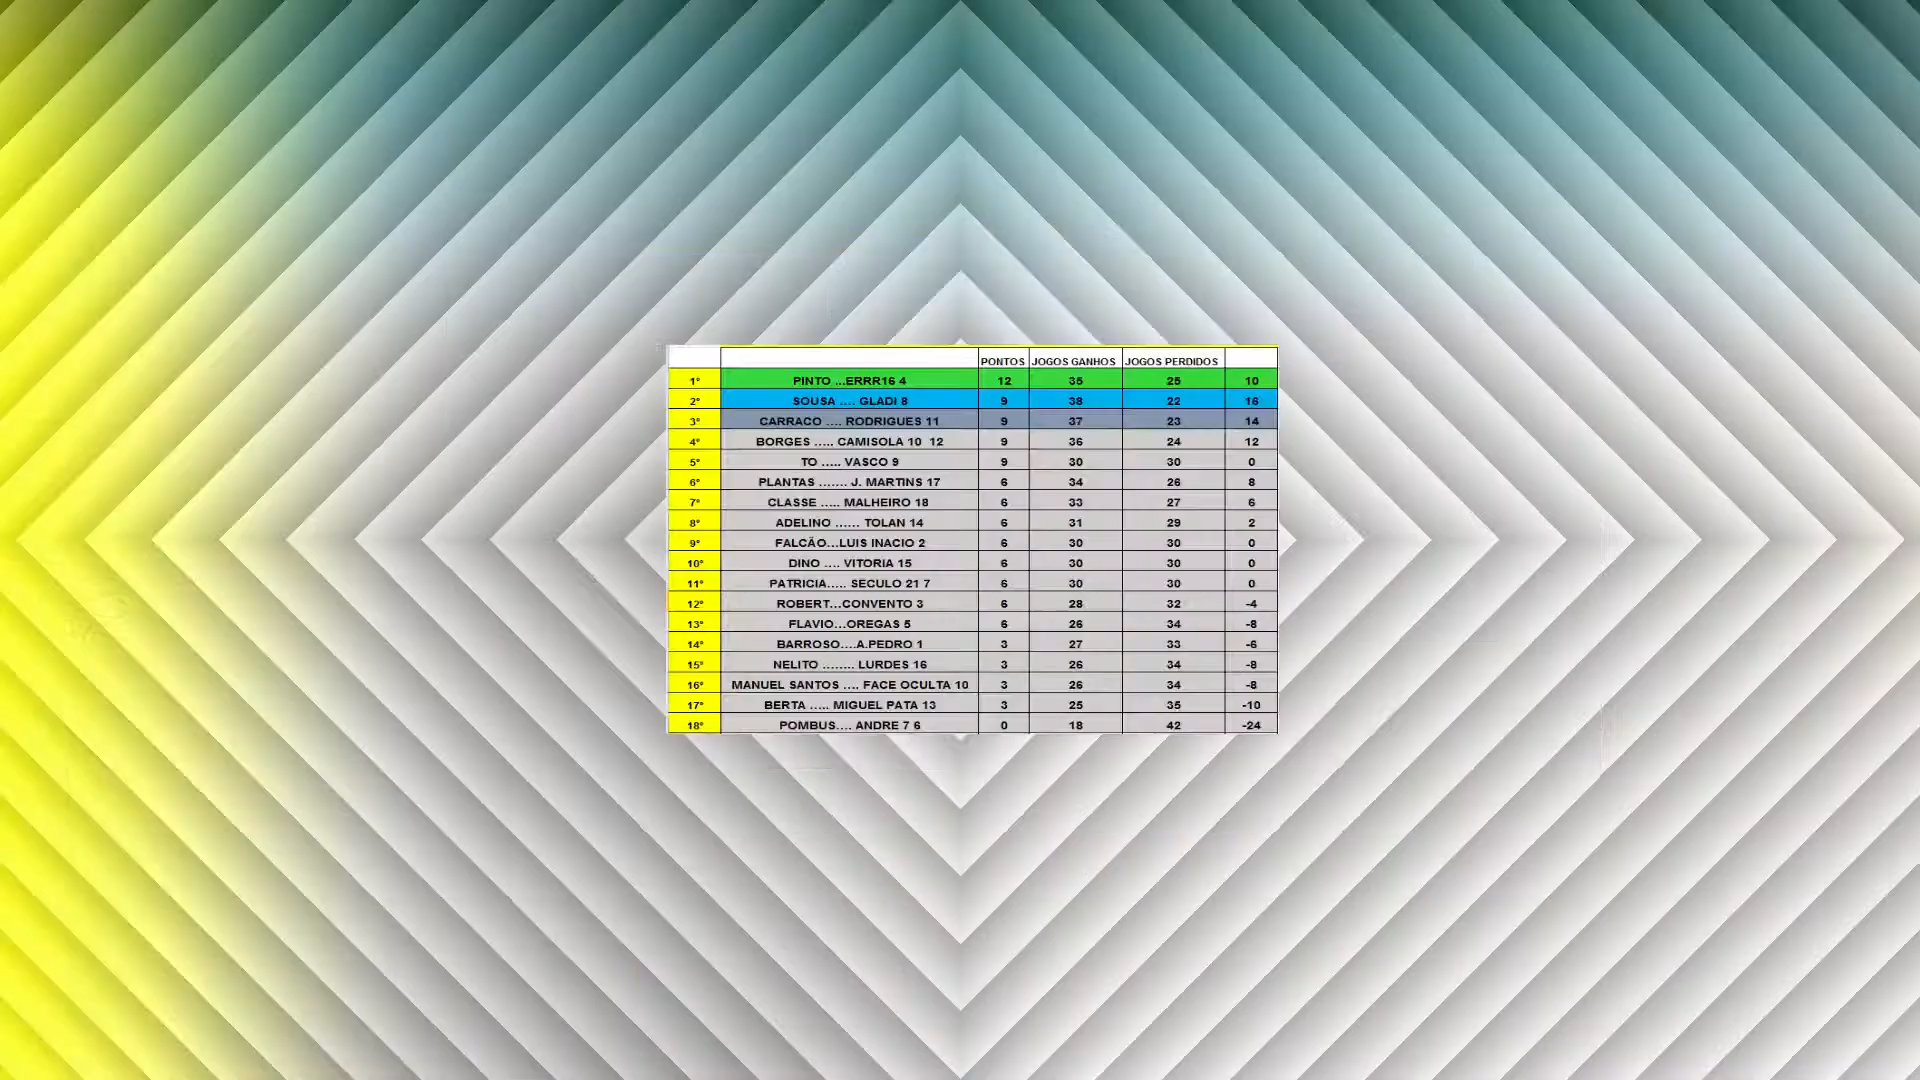 PONTOS JOGOS GANHOS JOGOS PERDIDOS
1º PINTO ...ERRR16 4 12 35 25 10
2º SOUSA .... GLADI 8 9 38 22 16
3º CARRACO .... RODRIGUES 11 9 37 23 14
4º BORGES ..... CAMISOLA 10 12 9 36 24 12
5º TO ..... VASCO 9 9 30 30 0
6º PLANTAS ....... J. MARTINS 17 6 34 26 8
7º CLASSE ..... MALHEIRO 18 6 33 27 6
8º ADELINO ...... TOLAN 14 6 31 29 2
9º FALCÃO...LUIS INACIO 2 6 30 30 0
10º DINO .... VITORIA 15 6 30 30 0
11º PATRICIA..... SECULO 21 7 6 30 30 0
12º ROBERT...CONVENTO 3 6 28 32 -4
13º FLAVIO...OREGAS 5 6 26 34 -8
14º BARROSO....A.PEDRO 1 3 27 33 -6
15º NELITO ........ LURDES 16 3 26 34 -8
16º MANUEL SANTOS .... FACE OCULTA 10 3 26 34 -8
17º BERTA ..... MIGUEL PATA 13 3 25 35 -10
18º POMBUS.... ANDRE 7 6 0 18 42 -24